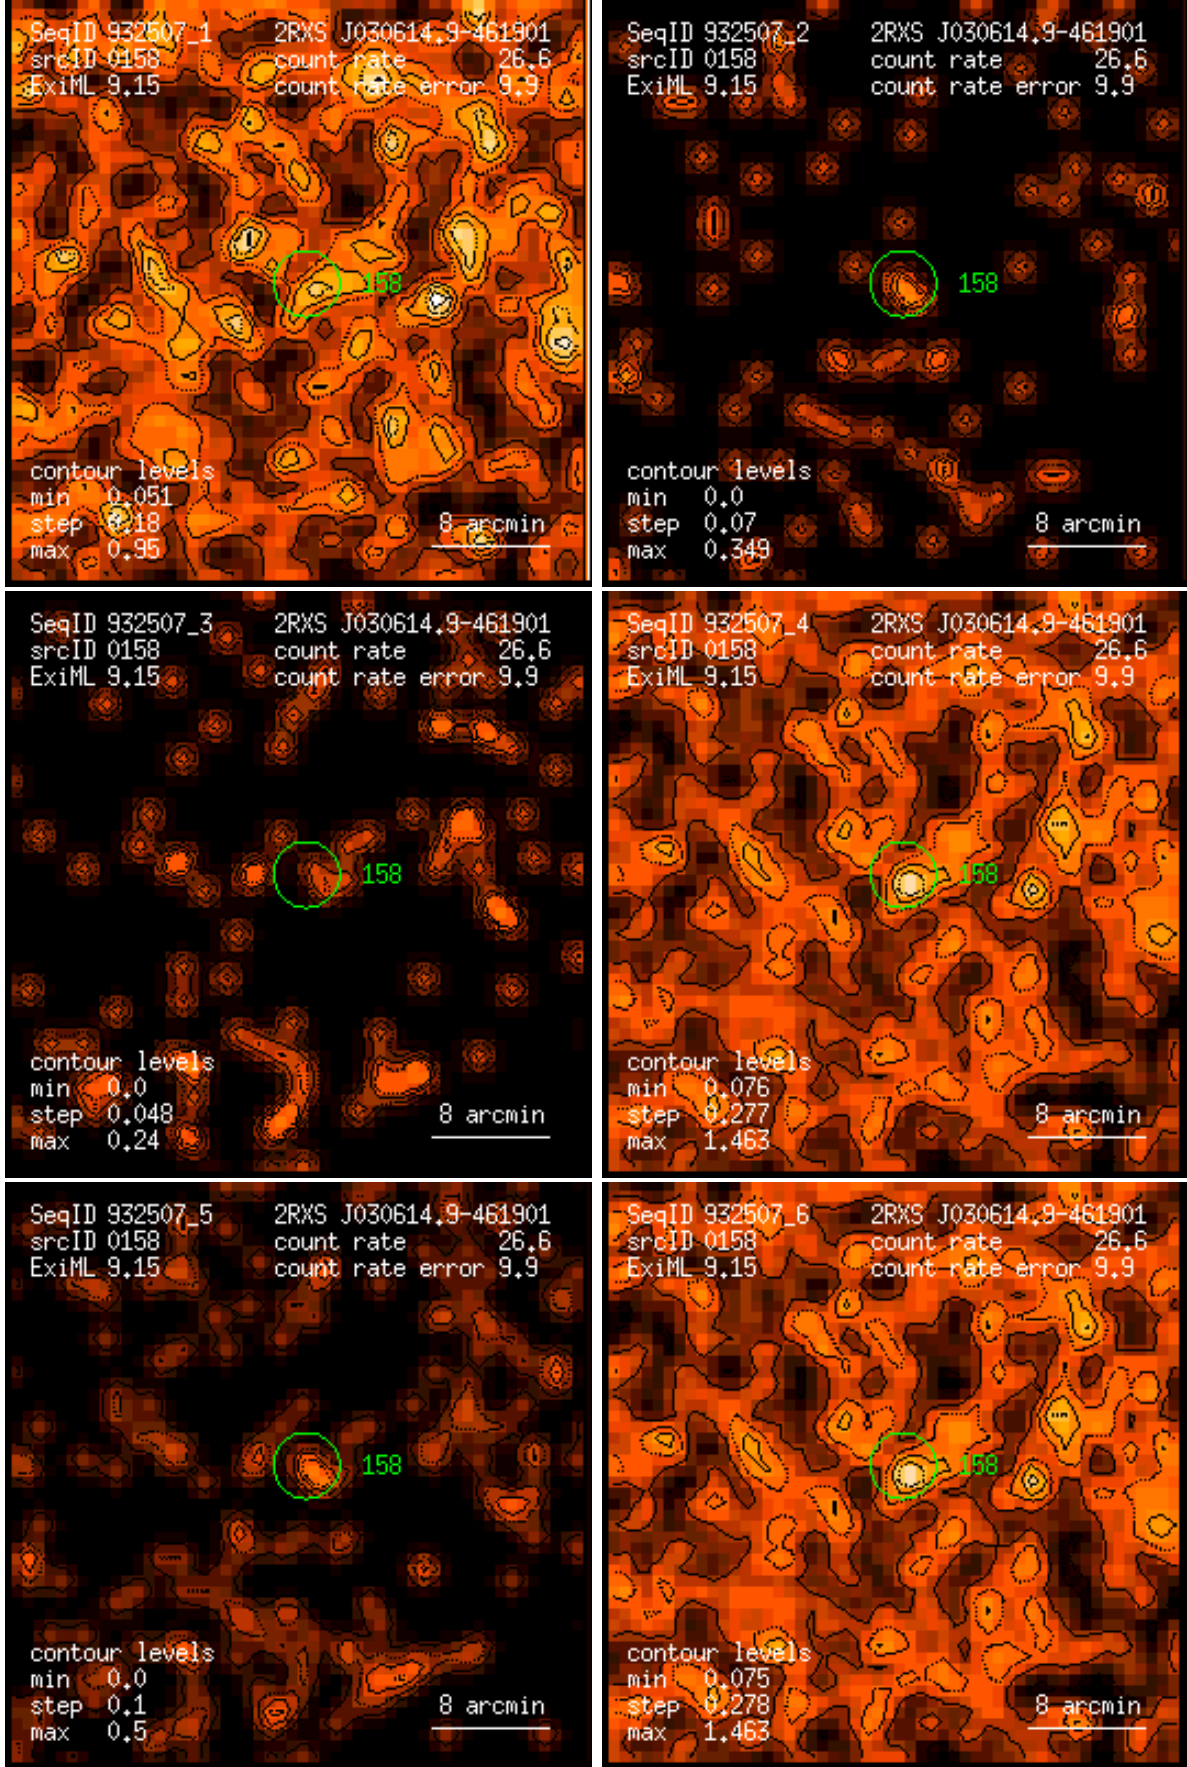 SeqID 932507_1 2RXS J030614.9-461901
srcID 0158 count rate 26.6
ExiML 9.15 count rate error 9.9
158
contour levels
min 0.051
step 0.18 8 arcmin
max 0.95
SeqID 932507_2 2RXS J030614.9-461901
srcID 0158 count rate 26.6
ExiML 9.15 count rate error 9.9
158
contour levels
min 0.0
step 0.07 8 arcmin
max 0.349
SeqID 932507_3 2RXS J030614.9-461901
srcID 0158 count rate 26.6
ExiML 9.15 count rate error 9.9
158
contour levels
min 0.0
step 0.048 8 arcmin
max 0.24
SeqID 932507_4 2RXS J030614.9-461901
srcID 0158 count rate 26.6
ExiML 9.15 count rate error 9.9
158
contour levels
min 0.076
step 0.277 8 arcmin
max 1.463
SeqID 932507_5 2RXS J030614.9-461901
srcID 0158 count rate 26.6
ExiML 9.15 count rate error 9.9
158
contour levels
min 0.0
step 0.1 8 arcmin
max 0.5
SeqID 932507_6 2RXS J030614.9-461901
srcID 0158 count rate 26.6
ExiML 9.15 count rate error 9.9
158
contour levels
min 0.075
step 0.278 8 arcmin
max 1.463